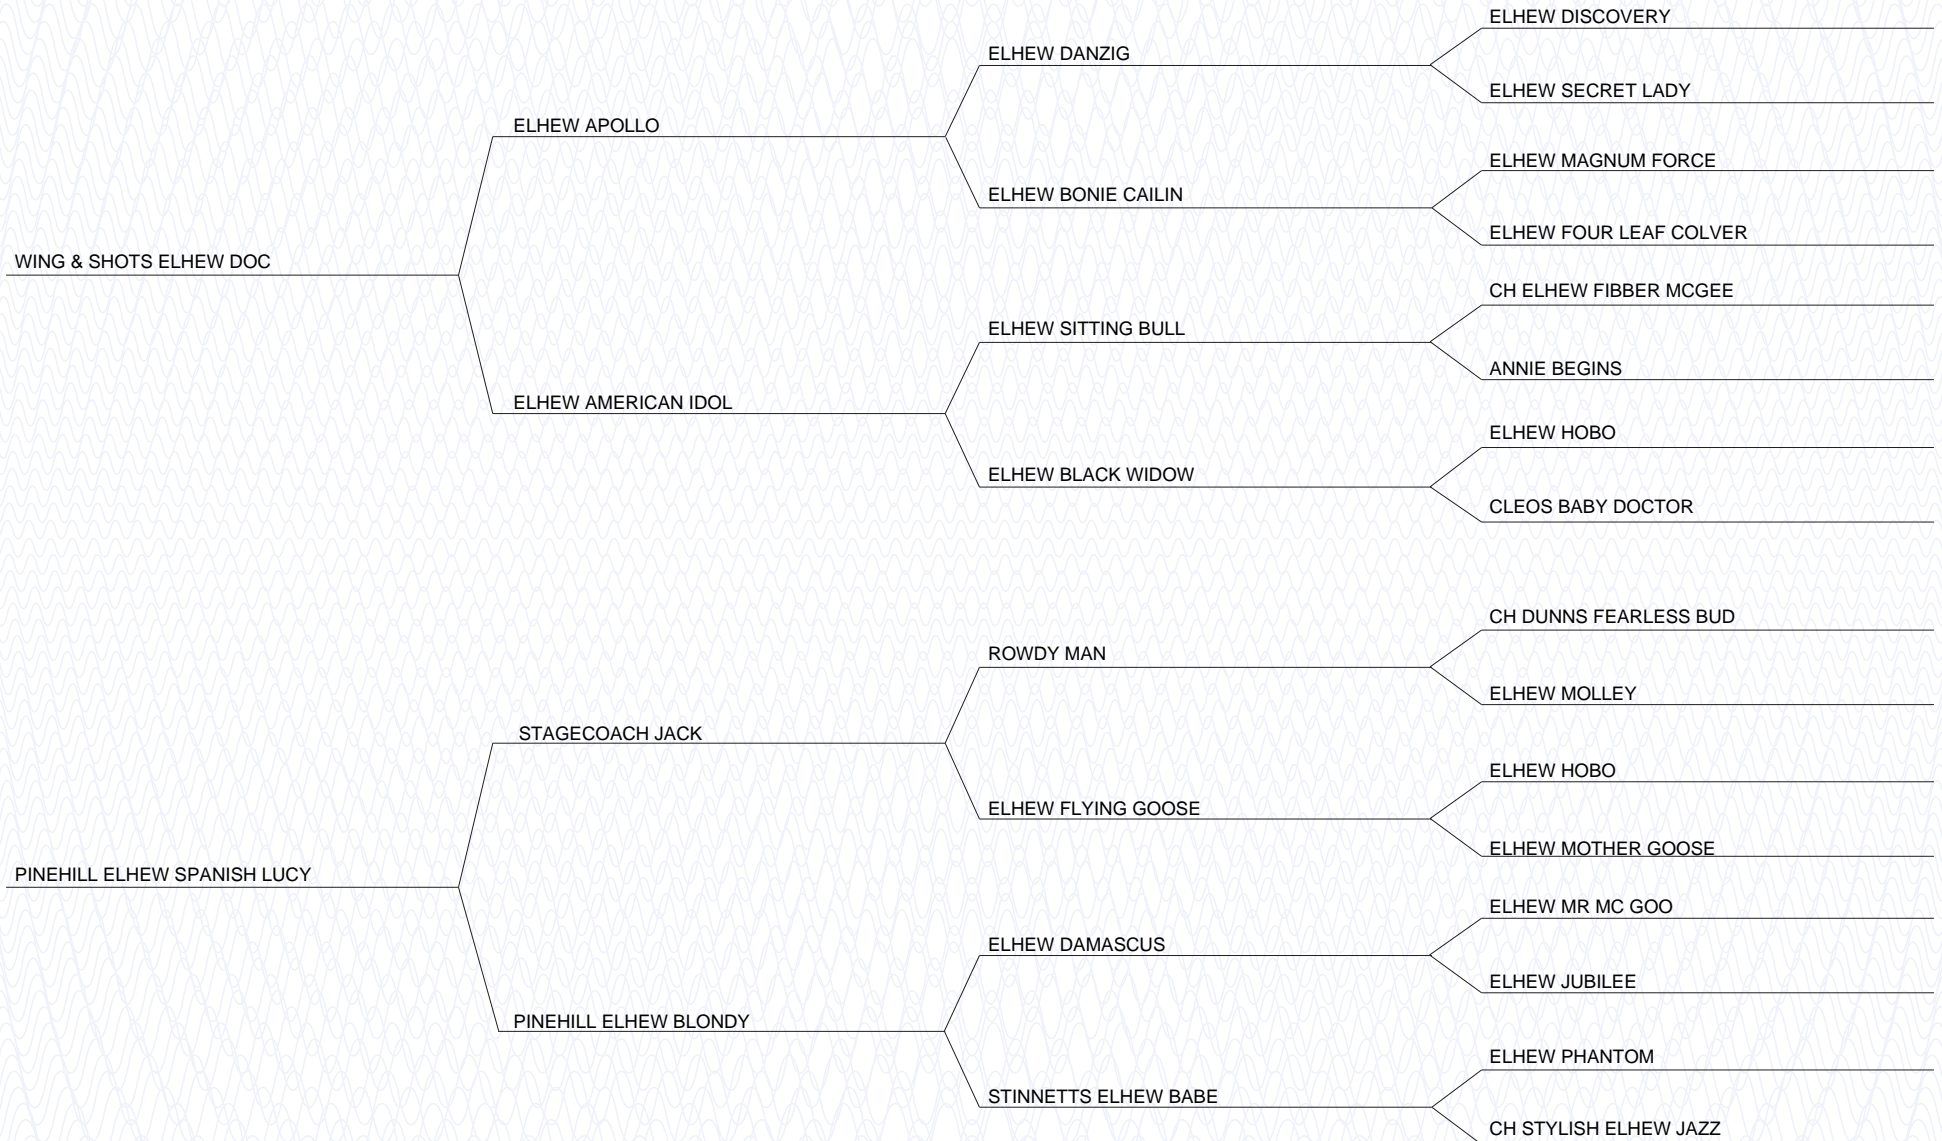 ELHEW DISCOVERY
ELHEW DANZIG
ELHEW SECRET LADY
ELHEW APOLLO
ELHEW MAGNUM FORCE
ELHEW BONIE CAILIN
ELHEW FOUR LEAF COLVER
WING & SHOTS ELHEW DOC
CH ELHEW FIBBER MCGEE
ELHEW SITTING BULL
ANNIE BEGINS
ELHEW AMERICAN IDOL
ELHEW HOBO
ELHEW BLACK WIDOW
CLEOS BABY DOCTOR
CH DUNNS FEARLESS BUD
ROWDY MAN
ELHEW MOLLEY
STAGECOACH JACK
ELHEW HOBO
ELHEW FLYING GOOSE
ELHEW MOTHER GOOSE
PINEHILL ELHEW SPANISH LUCY
ELHEW MR MC GOO
ELHEW DAMASCUS
ELHEW JUBILEE
PINEHILL ELHEW BLONDY
ELHEW PHANTOM
STINNETTS ELHEW BABE
CH STYLISH ELHEW JAZZ